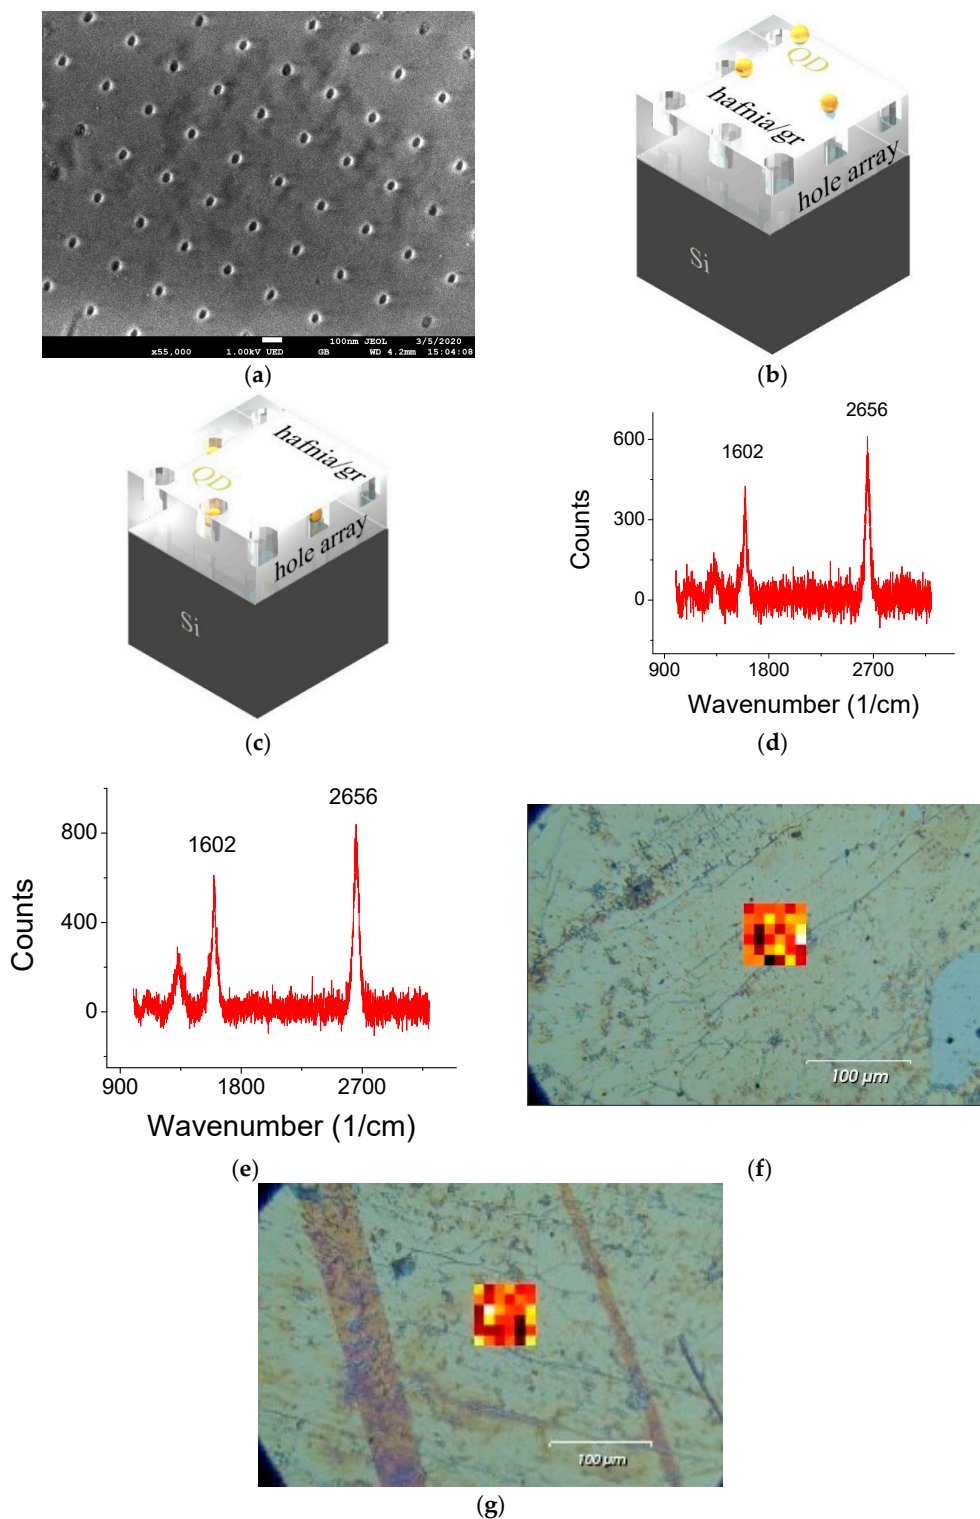 100nm JEOL 3/5/2020
x55,000 1.00kV UED GB WD 4.2mm 15:04:08
(a)
QD
hafnia/gr
hole array
Si
(b)
hafnia/gr
QD
hole array
Si
(c)
2656
1602
600
300
0
Counts
900 1800 2700
Wavenumber (1/cm)
(d)
2656
1602
800
400
0
Counts
900 1800 2700
Wavenumber (1/cm)
(e)
100 µm
(f)
100 µm
(g)